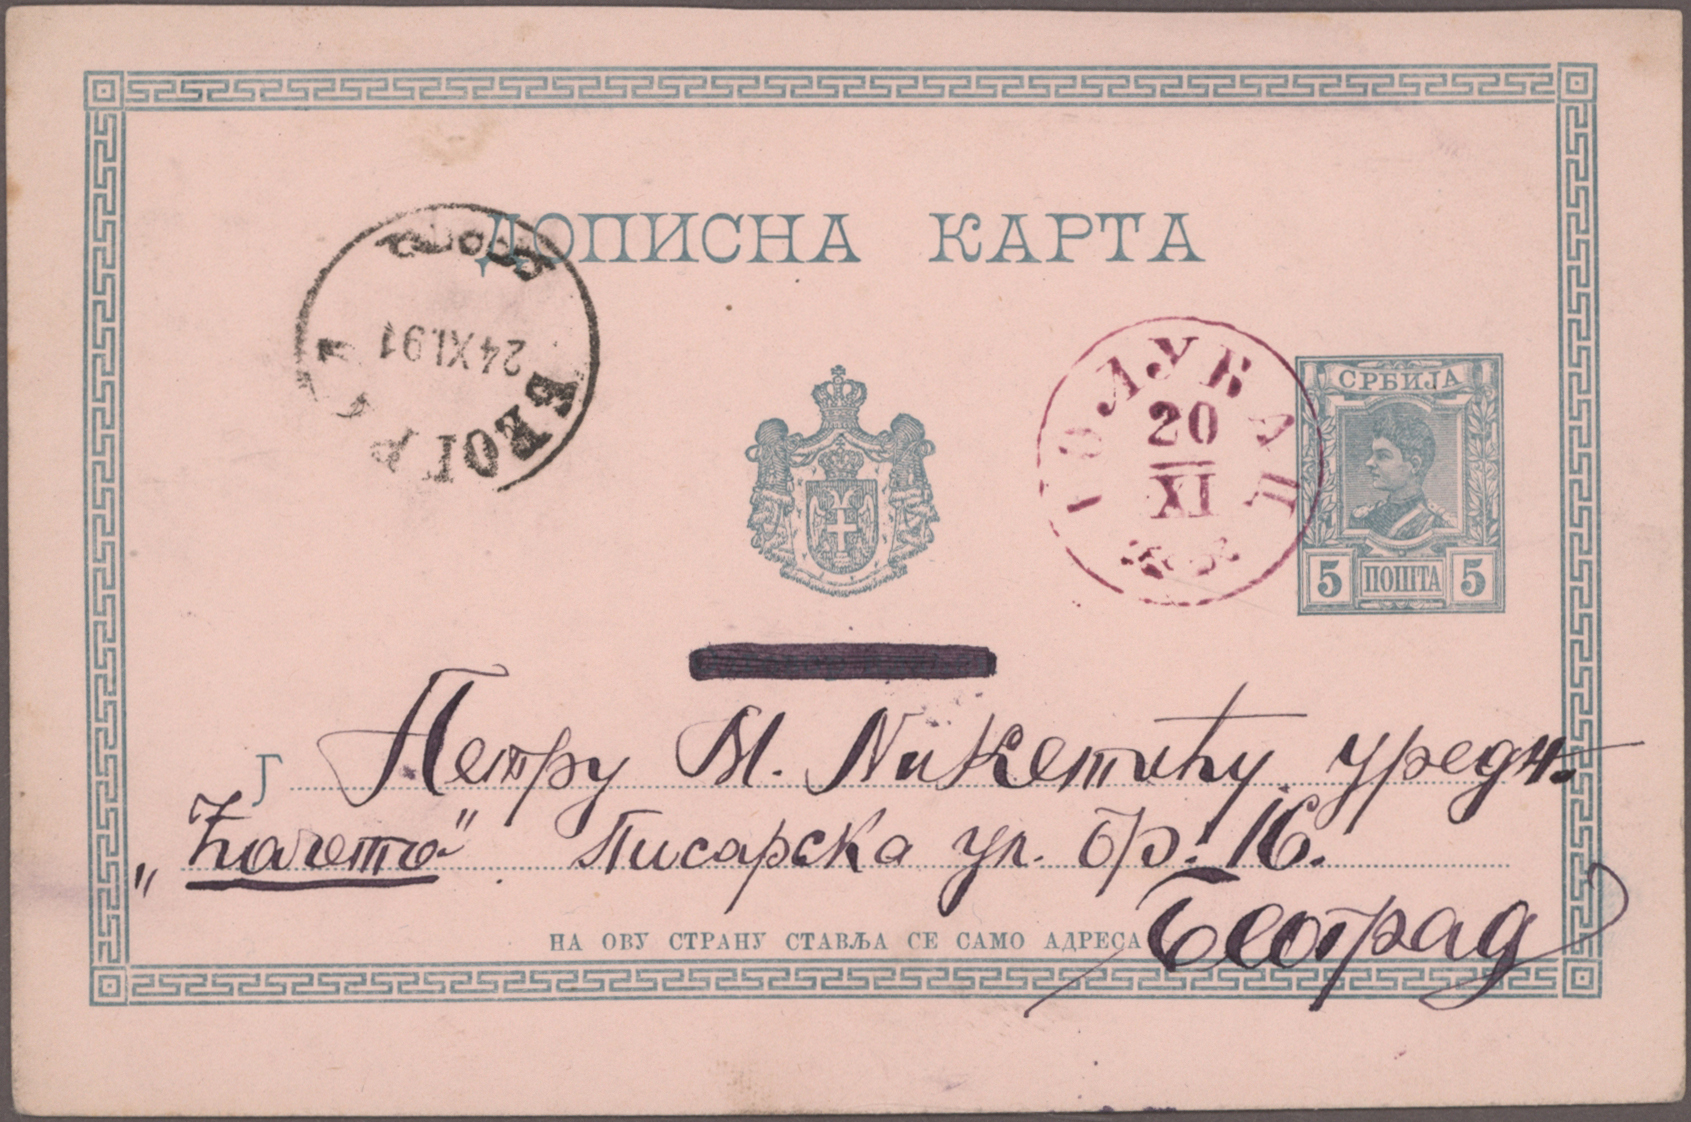 ДОПИСНА КАРТА
БЕОГРАД
24 XI.91
ГОЛУБАЦ
20
XI
СРБИЈА
5 ПОШТА 5
Г Петру М. Никетићу уредн.
„Ћачета“ Писарска ул. бр. 16.
Београд
НА ОВУ СТРАНУ СТАВЉА СЕ САМО АДРЕСА